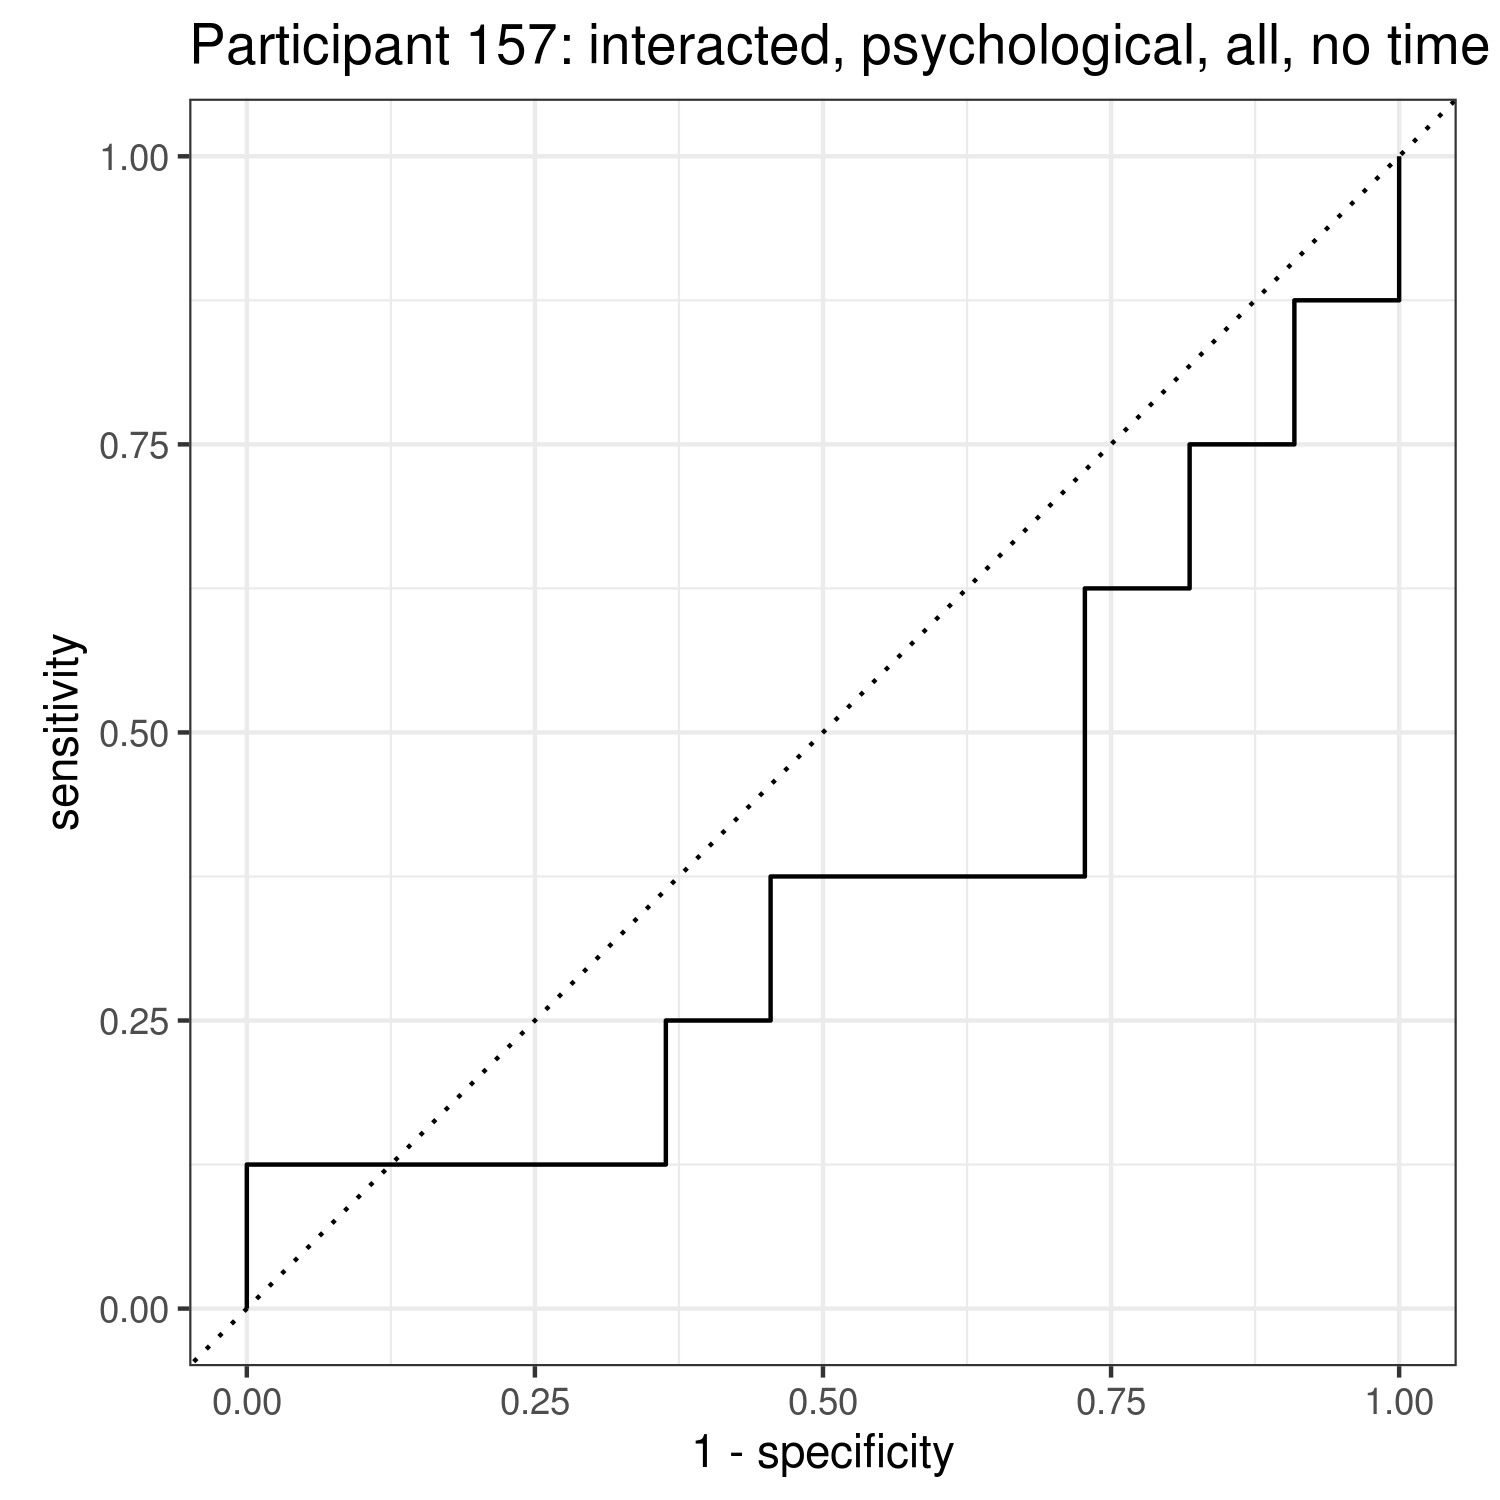 Participant 157: interacted, psychological, all, no time
1.00
0.75
0.50
0.25
0.00
sensitivity
0.00 0.25 0.50 0.75 1.00
1 - specificity